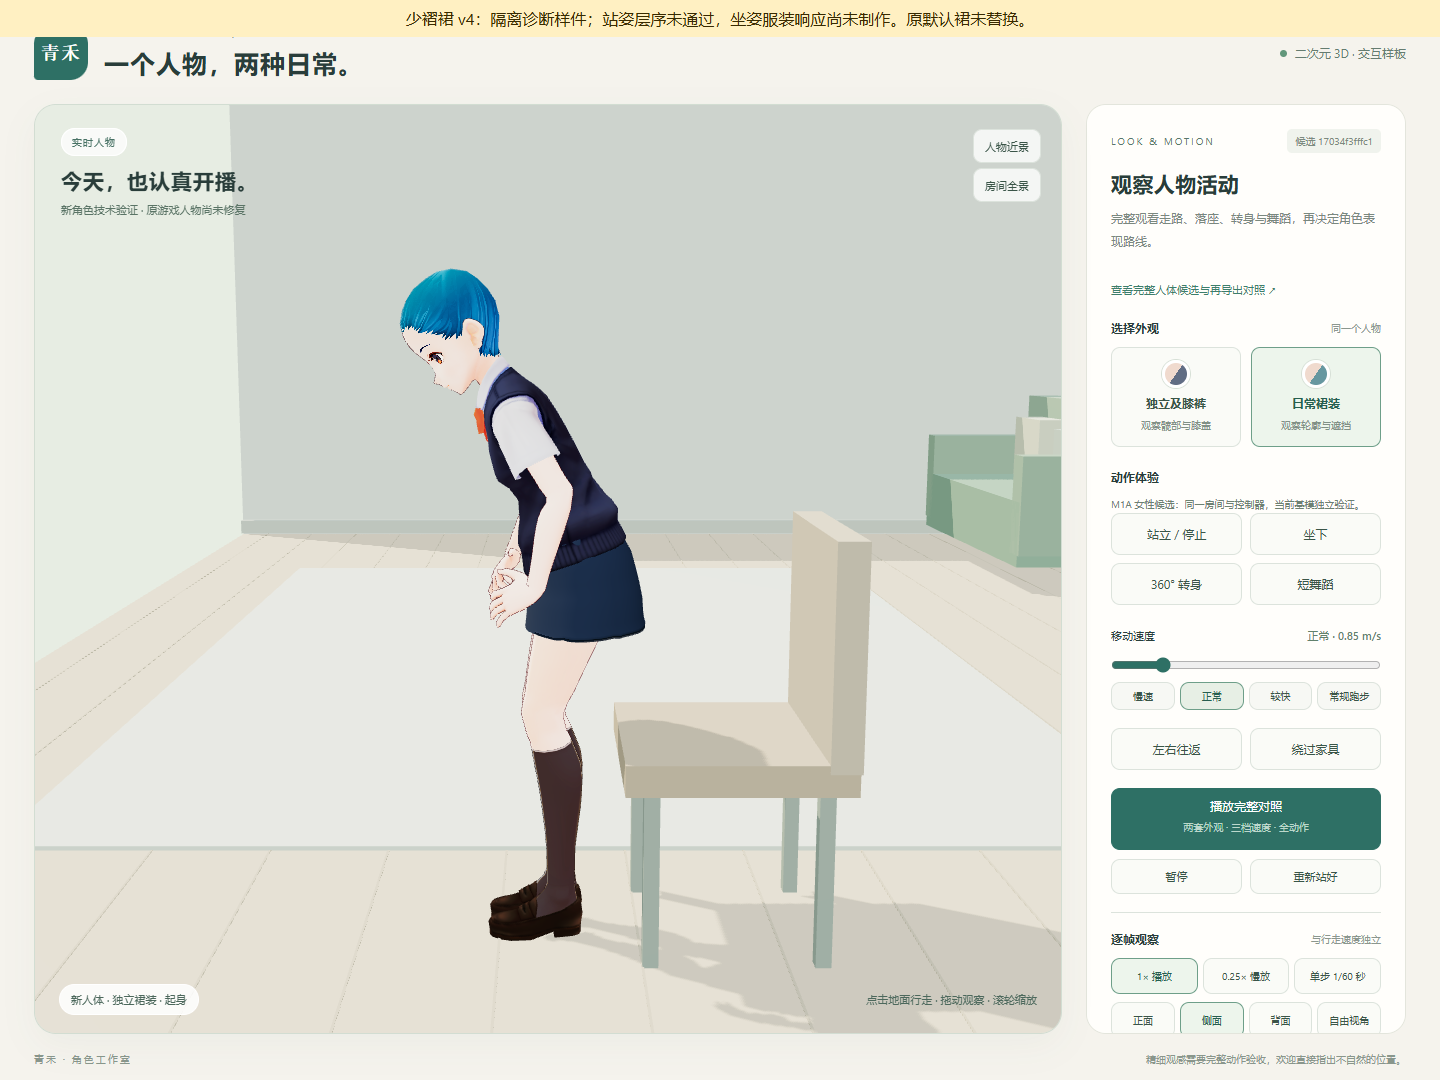 少褶裙 v4：隔离诊断样件；站姿层序未通过，坐姿服装响应尚未制作。原默认裙未替换。
青禾
一个人物，两种日常。
二次元 3D · 交互样板
实时人物
今天，也认真开播。
新角色技术验证 · 原游戏人物尚未修复
人物近景
房间全景
新人体 · 独立裙装 · 起身
点击地面行走 · 拖动观察 · 滚轮缩放
LOOK & MOTION
候选 17034f3fffc1
观察人物活动
完整观看走路、落座、转身与舞蹈，再决定角色表
现路线。
查看完整人体候选与再导出对照 ↗
选择外观
同一个人物
独立及膝裤
观察髋部与膝盖
日常裙装
观察轮廓与遮挡
动作体验
M1A 女性候选：同一房间与控制器，当前基模独立验证。
站立 / 停止
坐下
360° 转身
短舞蹈
移动速度
正常 · 0.85 m/s
慢速
正常
较快
常规跑步
左右往返
绕过家具
播放完整对照
两套外观 · 三档速度 · 全动作
暂停
重新站好
逐帧观察
与行走速度独立
1× 播放
0.25× 慢放
单步 1/60 秒
正面
侧面
背面
自由视角
青禾 · 角色工作室
精细观感需要完整动作验收，欢迎直接指出不自然的位置。